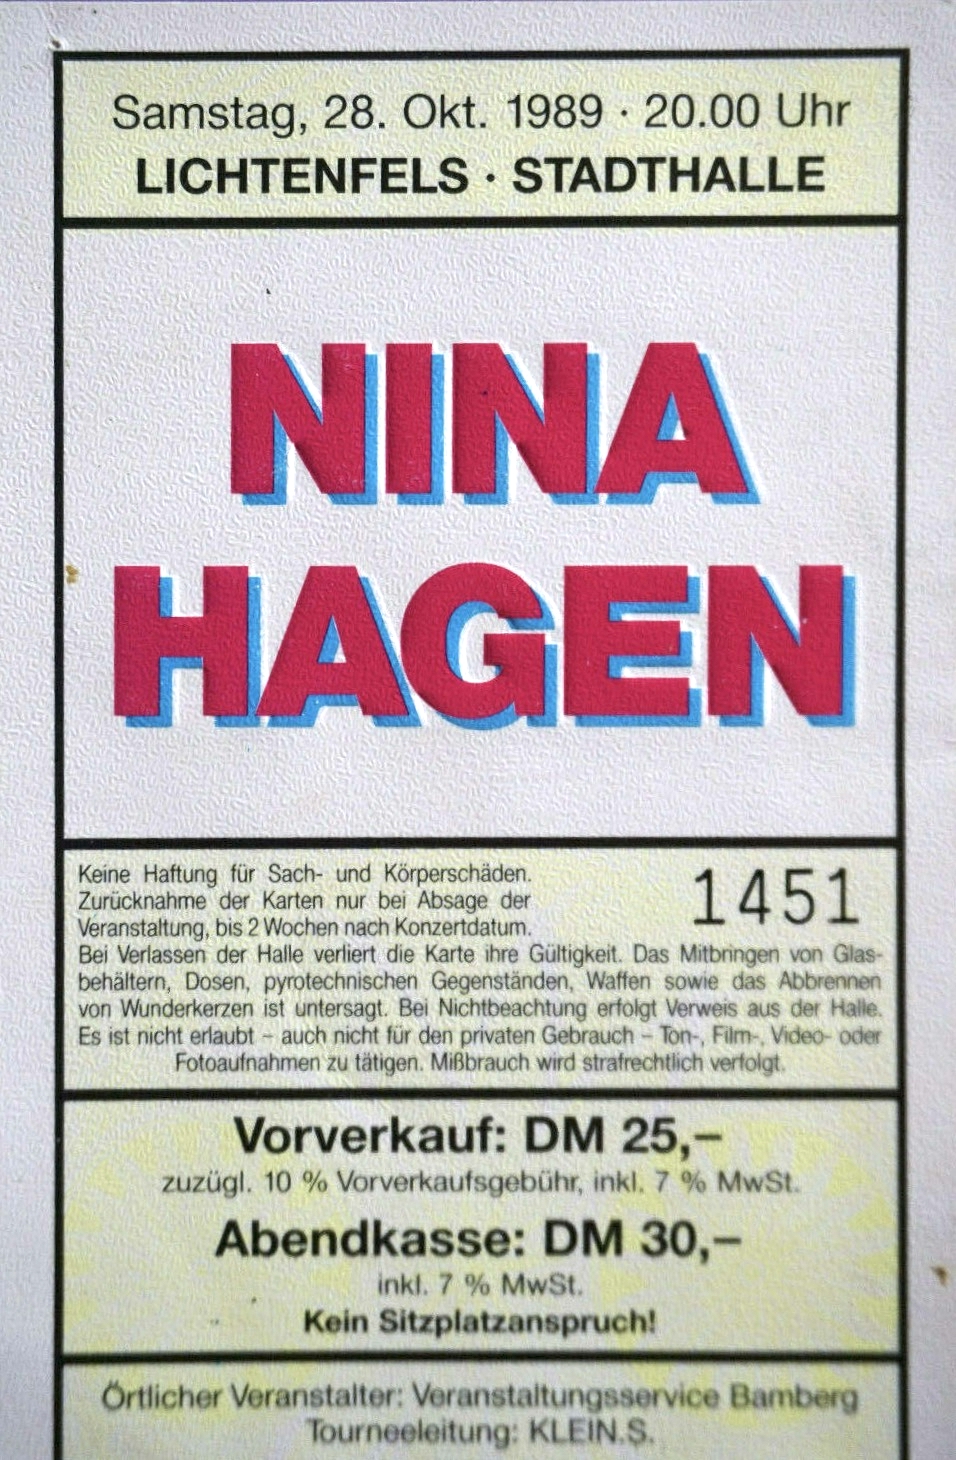 Samstag, 28. Okt. 1989 · 20.00 Uhr
LICHTENFELS · STADTHALLE
NINA
HAGEN
1451
Keine Haftung für Sach- und Körperschäden.
Zurücknahme der Karten nur bei Absage der
Veranstaltung, bis 2 Wochen nach Konzertdatum.
Bei Verlassen der Halle verliert die Karte ihre Gültigkeit. Das Mitbringen von Glas-
behältern, Dosen, pyrotechnischen Gegenständen, Waffen sowie das Abbrennen
von Wunderkerzen ist untersagt. Bei Nichtbeachtung erfolgt Verweis aus der Halle.
Es ist nicht erlaubt – auch nicht für den privaten Gebrauch – Ton-, Film-, Video- oder
Fotoaufnahmen zu tätigen. Mißbrauch wird strafrechtlich verfolgt.
Vorverkauf: DM 25,–
zuzügl. 10 % Vorverkaufsgebühr, inkl. 7 % MwSt.
Abendkasse: DM 30,–
inkl. 7 % MwSt.
Kein Sitzplatzanspruch!
Örtlicher Veranstalter: Veranstaltungsservice Bamberg
Tourneeleitung: KLEIN.S.